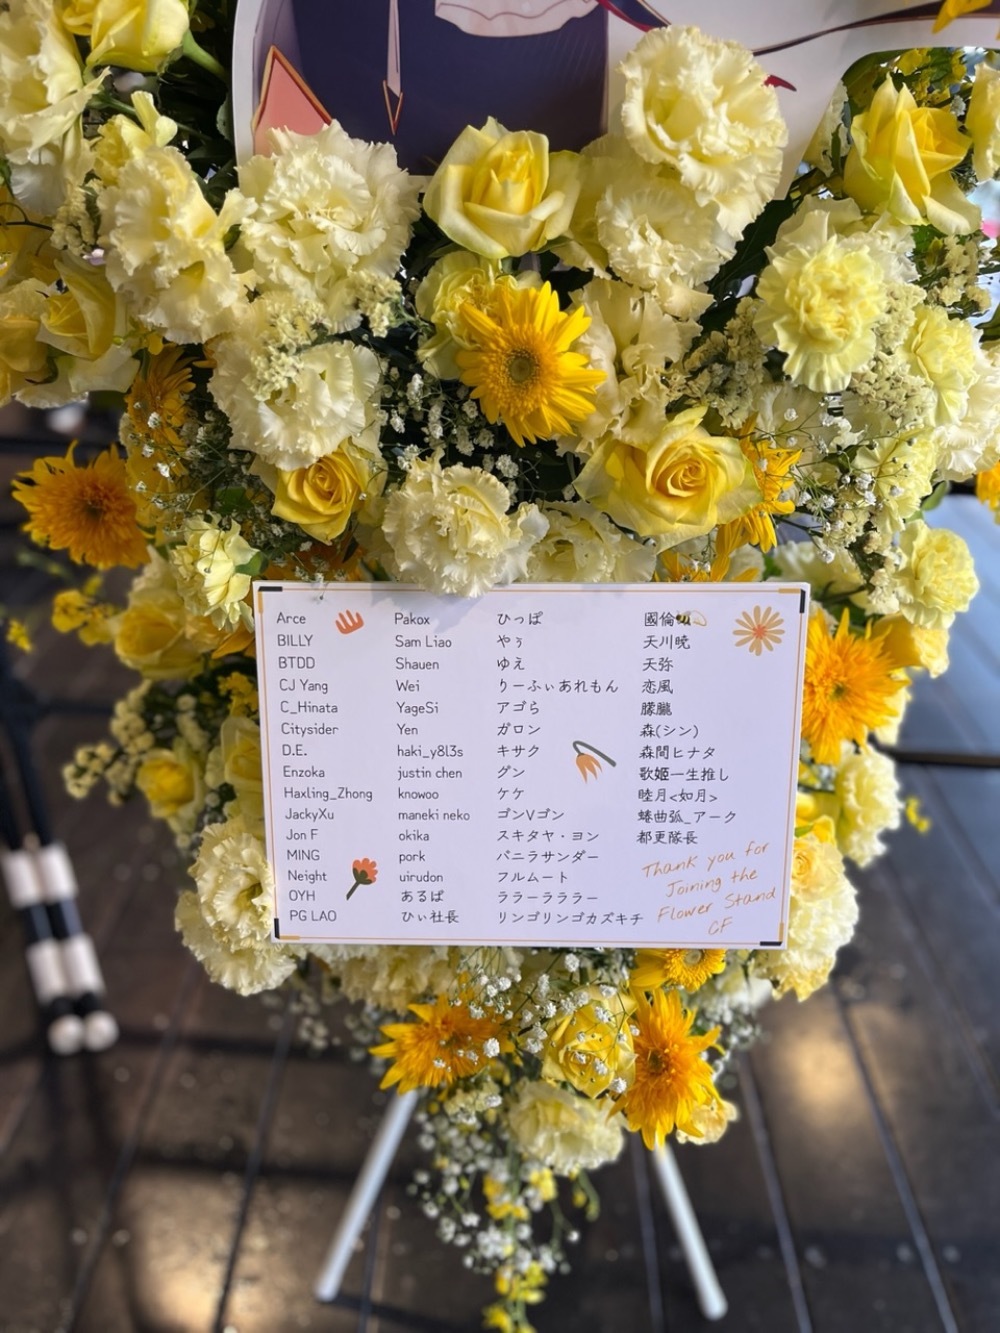 Arce
BILLY
BTDD
CJ Yang
C_Hinata
Citysider
D.E.
Enzoka
Haxling_Zhong
JackyXu
Jon F
MING
Neight
OYH
PG LAO
Pakox
Sam Liao
Shauen
Wei
YageSi
Yen
haki_y8l3s
justin chen
knowoo
maneki neko
okika
pork
uirudon
あるぱ
ひぃ社長
ひっぽ
やぅ
ゆえ
りーふぃあれもん
アゴら
ガロン
キサク
グン
ケケ
ゴンVゴン
スキタヤ・ヨン
バニラサンダー
フルムート
ララーラララー
リンゴリンゴカズキチ
國倫
天川暁
天弥
恋風
朦朧
森(シン)
森間ヒナタ
歌姫一生推し
睦月<如月>
蜷曲弧_アーク
都更隊長
Thank you for
Joining the
Flower Stand
CF